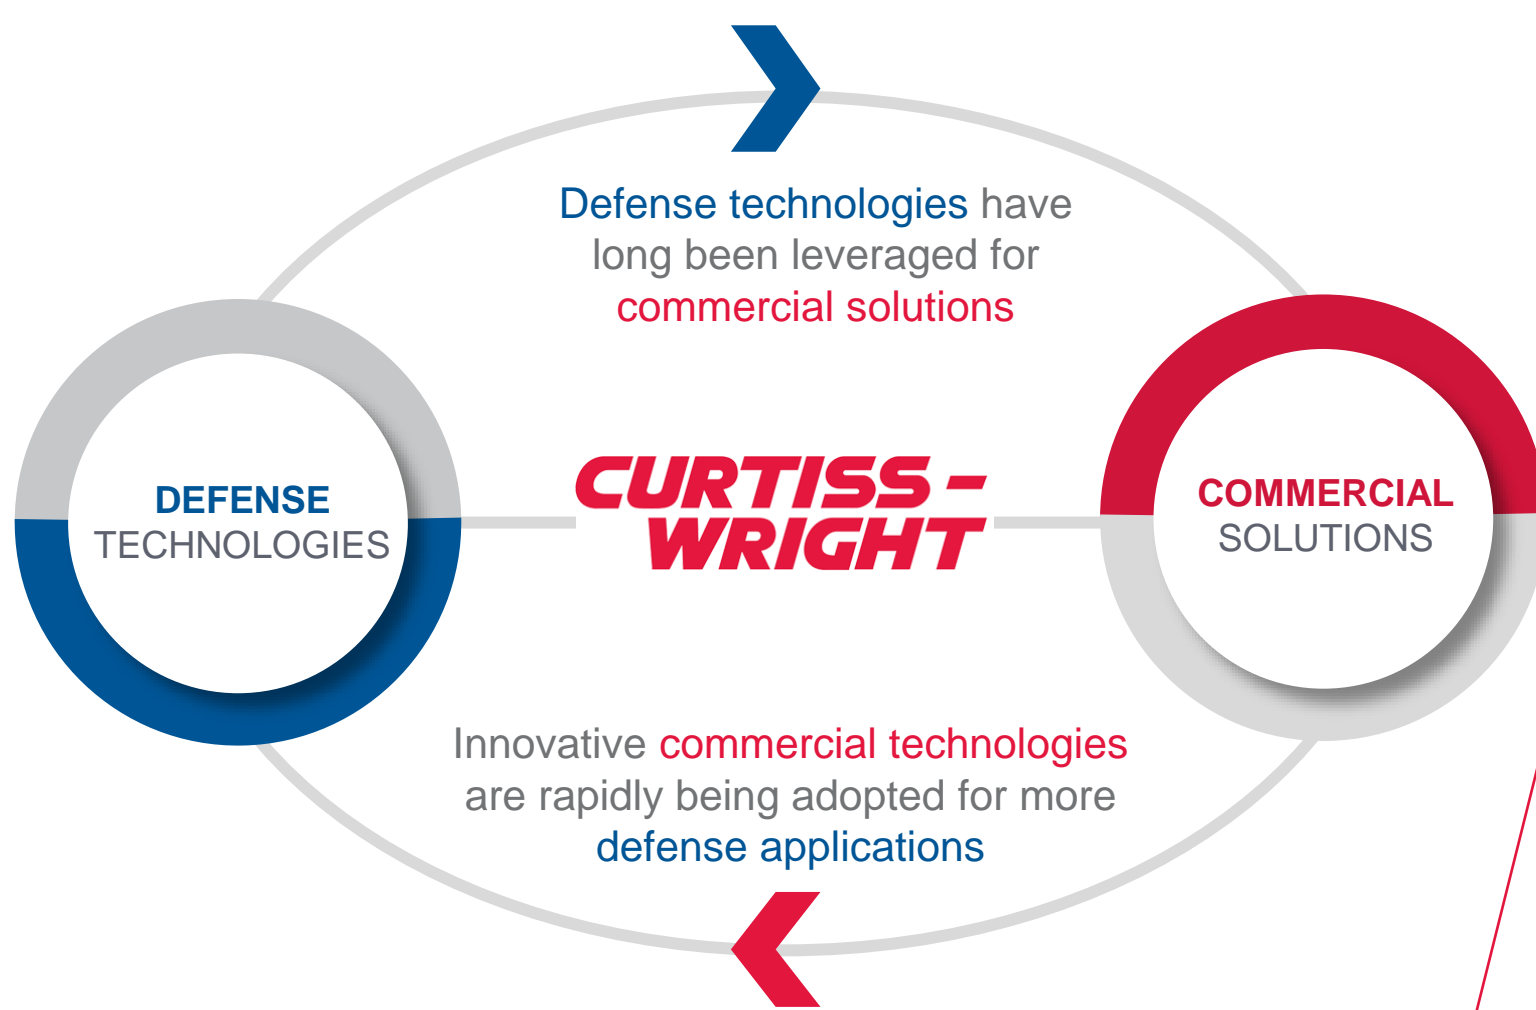 Defense technologies have
long been leveraged for
commercial solutions
DEFENSE
TECHNOLOGIES
CURTISS -
WRIGHT
COMMERCIAL
SOLUTIONS
Innovative commercial technologies
are rapidly being adopted for more
defense applications